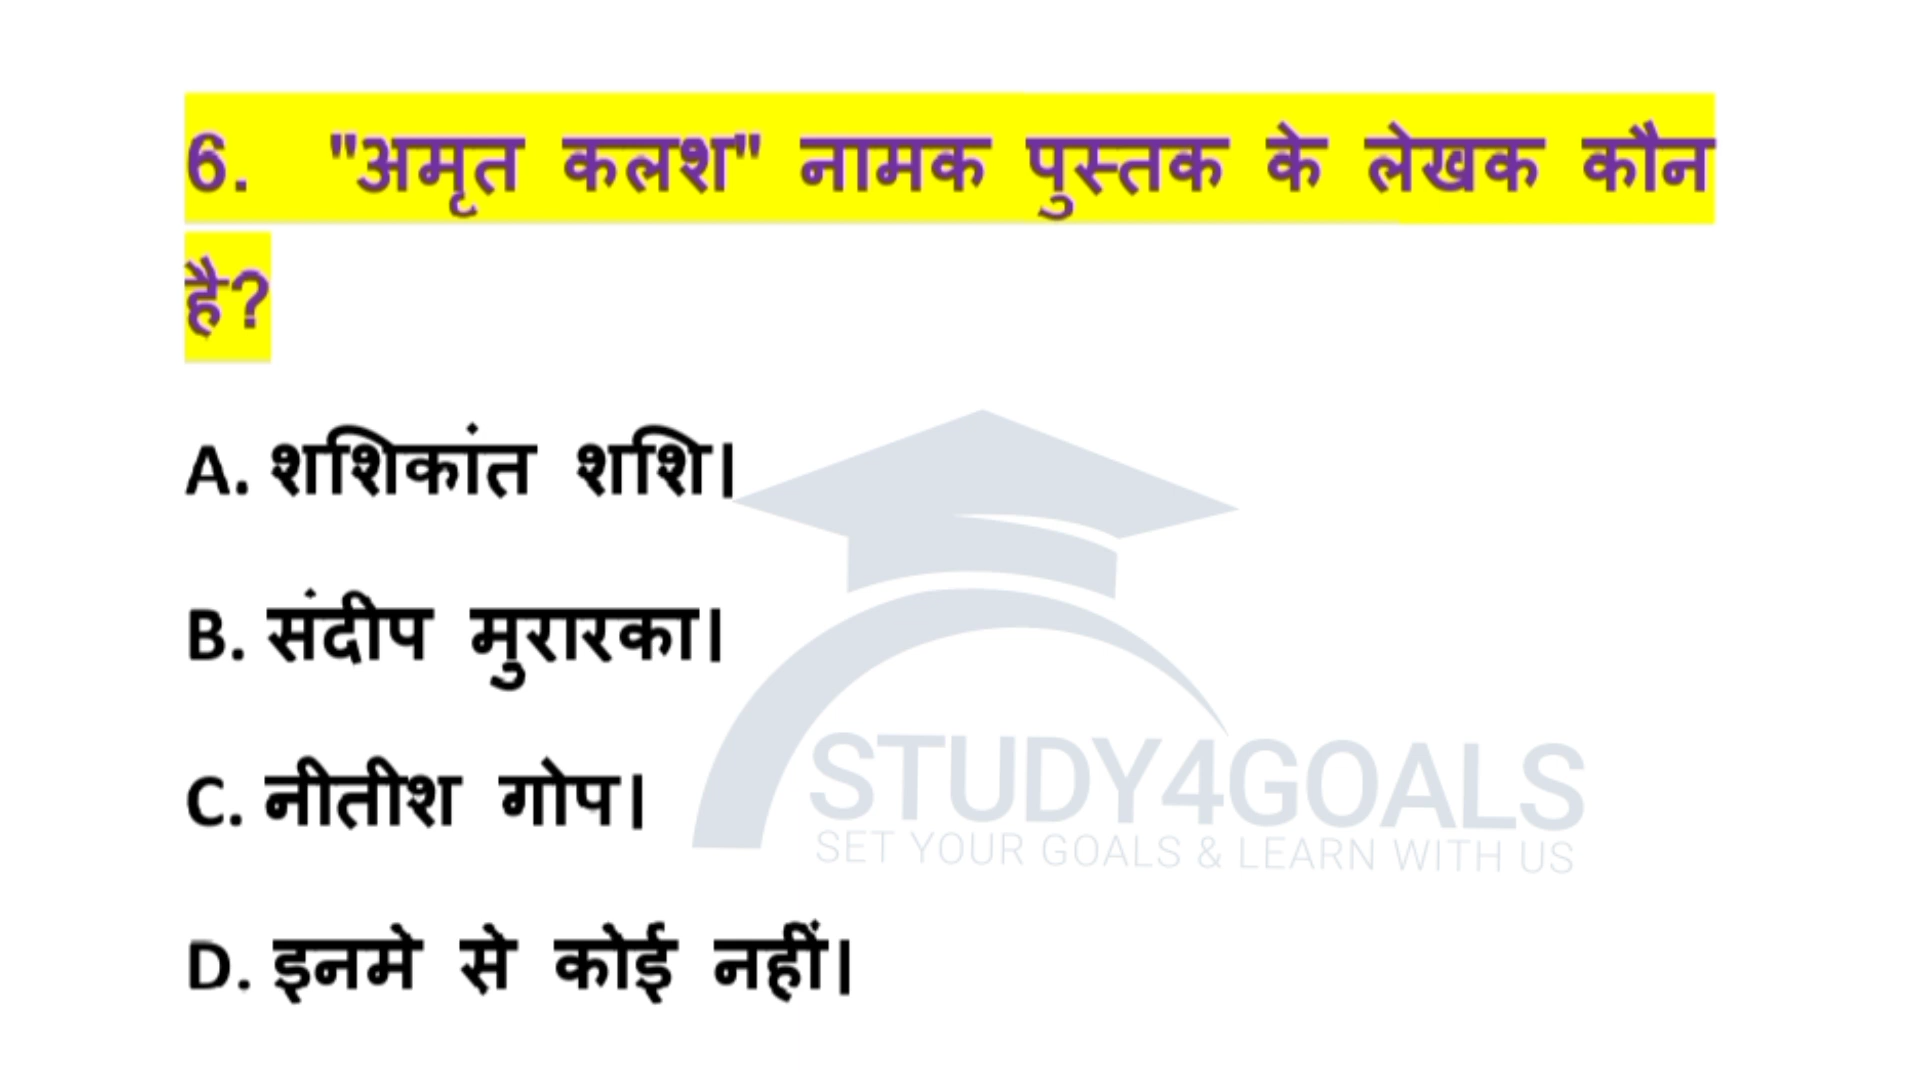 6. "अमृत कलश" नामक पुस्तक के लेखक कौन
है?
A. शशिकांत शशि।
B. संदीप मुरारका।
C. नीतीश गोप।
D. इनमे से कोई नहीं।
STUDY4GOALS
SET YOUR GOALS & LEARN WITH US